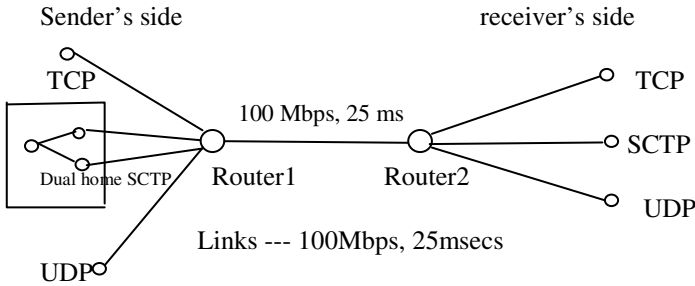 Sender's side
receiver's side
TCP
TCP
100 Mbps, 25 ms
SCTP
Dual home SCTP
Router1
Router2
UDP
Links --- 100Mbps, 25msecs
UDP